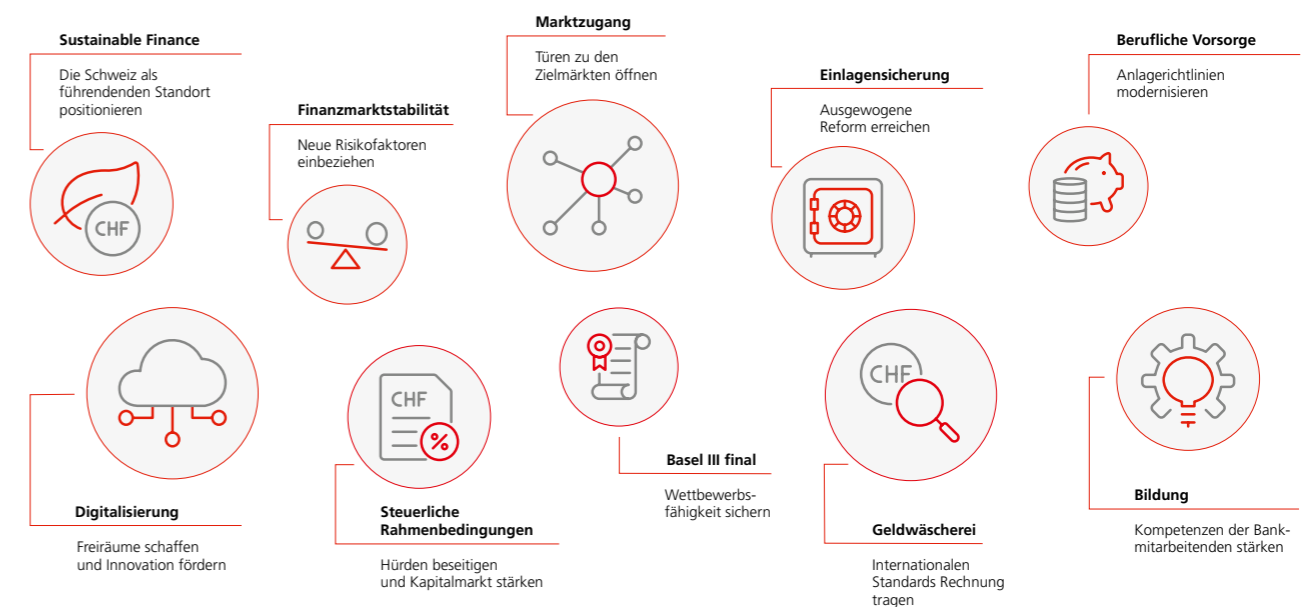 Sustainable Finance
Die Schweiz als
führendenden Standort
positionieren
CHF
Finanzmarktstabilität
Neue Risikofaktoren
einbeziehen
Marktzugang
Türen zu den
Zielmärkten öffnen
Einlagensicherung
Ausgewogene
Reform erreichen
Berufliche Vorsorge
Anlagerichtlinien
modernisieren
Digitalisierung
Freiräume schaffen
und Innovation fördern
CHF
%
Steuerliche
Rahmenbedingungen
Hürden beseitigen
und Kapitalmarkt stärken
Basel III final
Wettbewerbs-
fähigkeit sichern
CHF
Geldwäscherei
Internationalen
Standards Rechnung
tragen
Bildung
Kompetenzen der Bank-
mitarbeitenden stärken